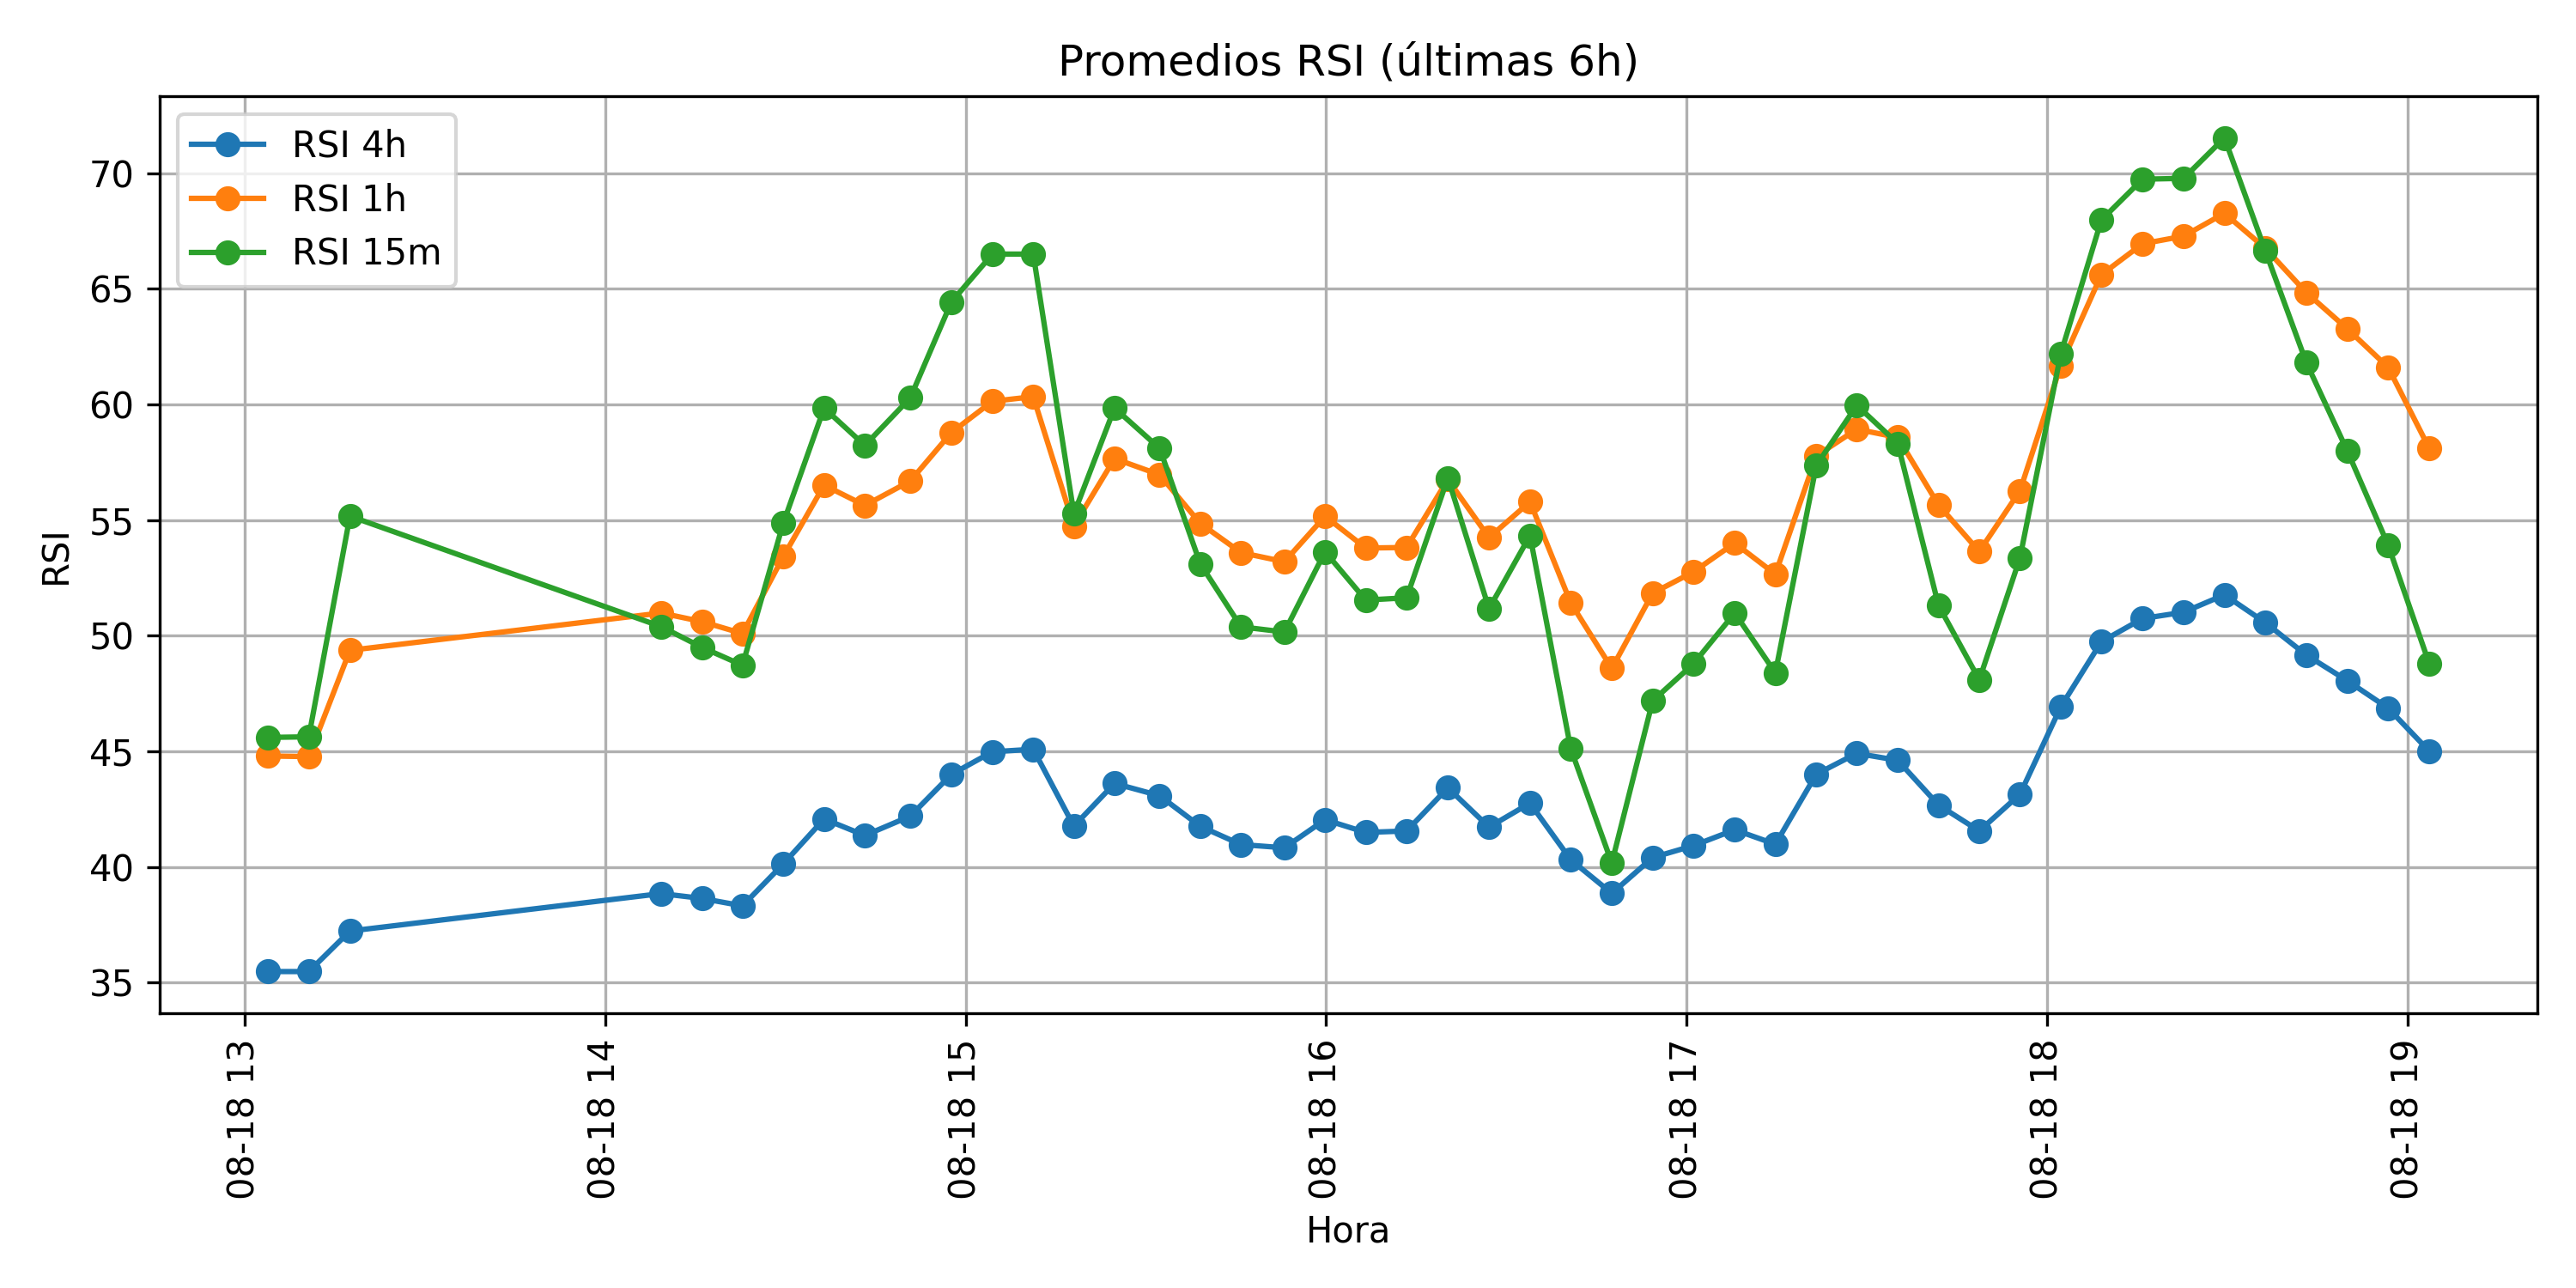 Promedios RSI (últimas 6h)
RSI 4h
RSI 1h
RSI 15m
RSI
70
65
60
55
50
45
40
35
08-18 13
08-18 14
08-18 15
08-18 16
08-18 17
08-18 18
08-18 19
Hora